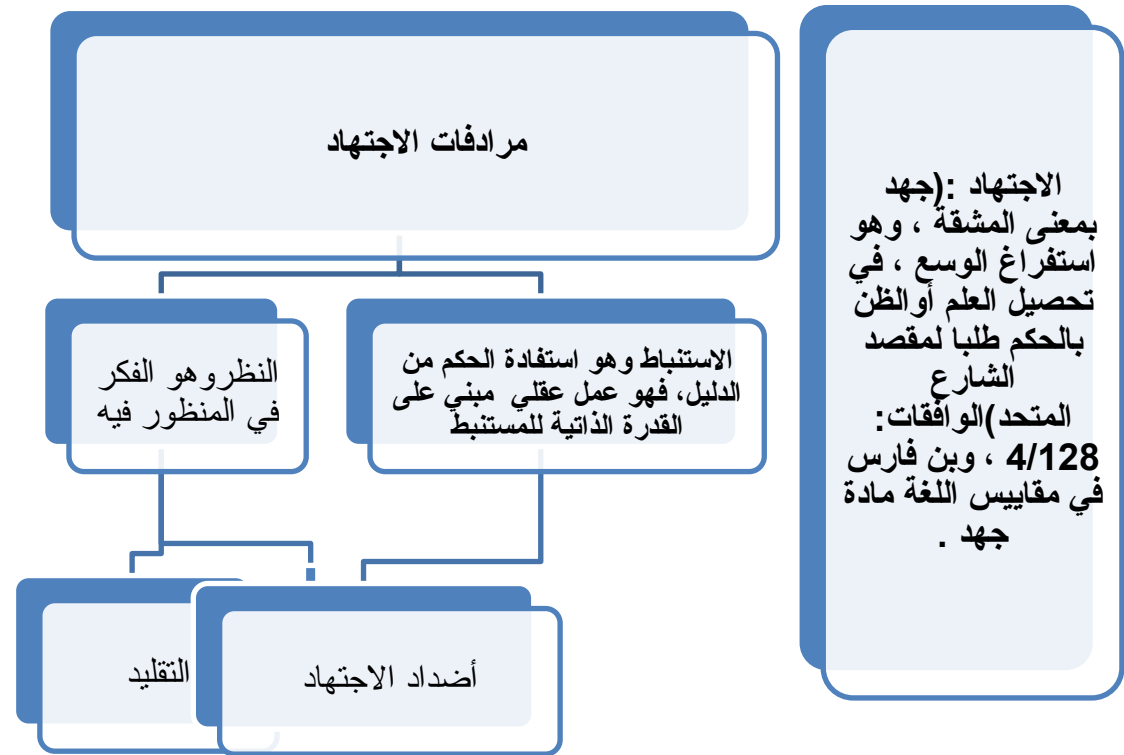 مرادفات الاجتهاد
الاجتهاد :(جهد
بمعنى المشقة ، وهو
استفراغ الوسع ، في
تحصيل العلم أوالظن
بالحكم طلبا لمقصد
الشارع
المتحد)الوافقات:
4/128 ، وبن فارس
في مقاييس اللغة مادة
جهد .
الاستنباط وهو استفادة الحكم من
الدليل، فهو عمل عقلي مبني على
القدرة الذاتية للمستنبط
النظروهو الفكر
في المنظور فيه
أضداد الاجتهاد
التقليد